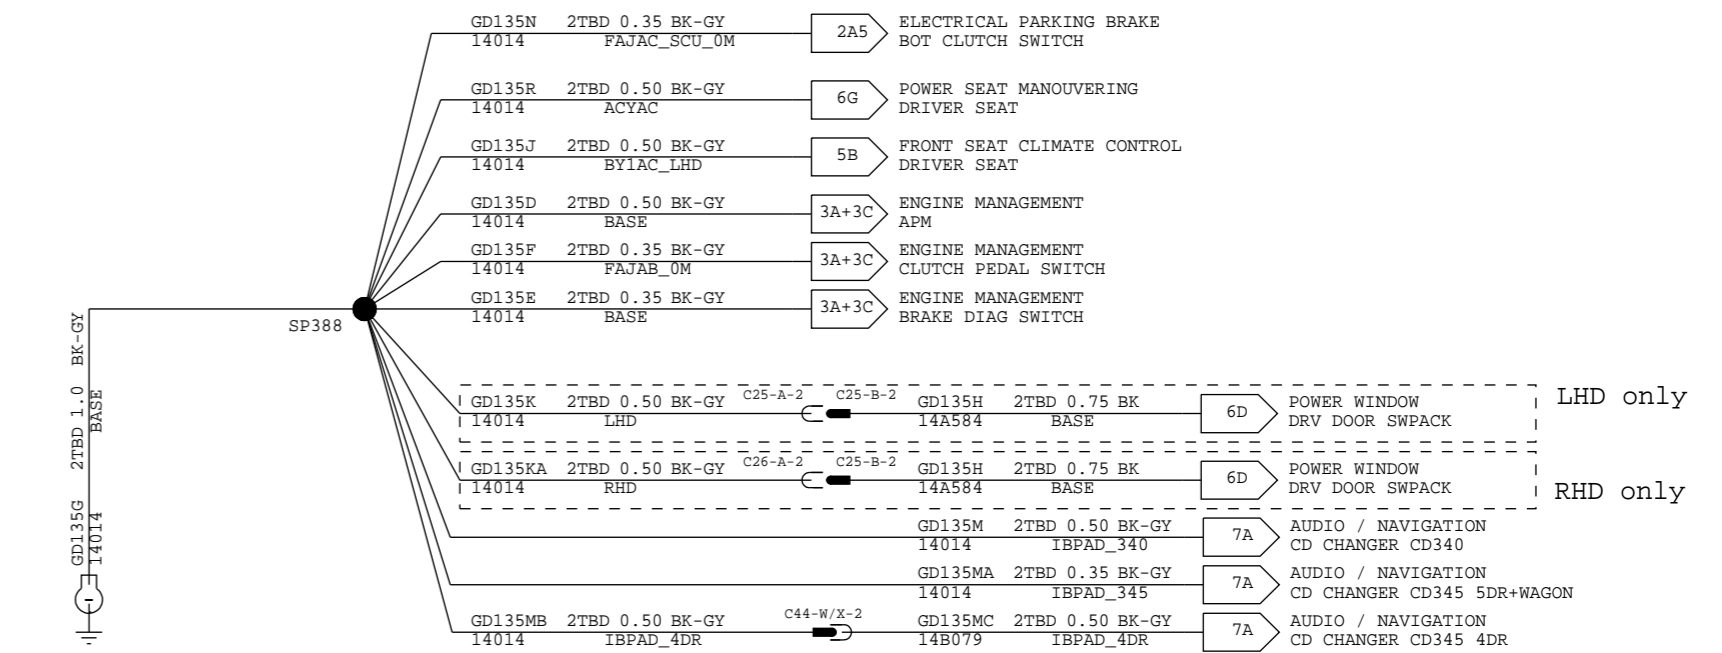 GD135N 2TBD 0.35 BK-GY
14014 FAJAC_SCU_0M
2A5
ELECTRICAL PARKING BRAKE
BOT CLUTCH SWITCH
GD135R 2TBD 0.50 BK-GY
14014 ACYAC
6G
POWER SEAT MANOUVERING
DRIVER SEAT
GD135J 2TBD 0.50 BK-GY
14014 BY1AC_LHD
5B
FRONT SEAT CLIMATE CONTROL
DRIVER SEAT
GD135D 2TBD 0.50 BK-GY
14014 BASE
3A+3C
ENGINE MANAGEMENT
APM
GD135F 2TBD 0.35 BK-GY
14014 FAJAB_0M
3A+3C
ENGINE MANAGEMENT
CLUTCH PEDAL SWITCH
GD135E 2TBD 0.35 BK-GY
14014 BASE
3A+3C
ENGINE MANAGEMENT
BRAKE DIAG SWITCH
SP388
GD135G 2TBD 1.0 BK-GY
14014 BASE
-
GD135K 2TBD 0.50 BK-GY
14014 LHD
C25-A-2 C25-B-2
GD135H 2TBD 0.75 BK
14A584 BASE
6D
POWER WINDOW
DRV DOOR SWPACK
LHD only
GD135KA 2TBD 0.50 BK-GY
14014 RHD
C26-A-2 C25-B-2
GD135H 2TBD 0.75 BK
14A584 BASE
6D
POWER WINDOW
DRV DOOR SWPACK
RHD only
GD135M 2TBD 0.50 BK-GY
14014 IBPAD_340
7A
AUDIO / NAVIGATION
CD CHANGER CD340
GD135MA 2TBD 0.35 BK-GY
14014 IBPAD_345
7A
AUDIO / NAVIGATION
CD CHANGER CD345 5DR+WAGON
GD135MB 2TBD 0.50 BK-GY
14014 IBPAD_4DR
C44-W/X-2
GD135MC 2TBD 0.50 BK-GY
14B079 IBPAD_4DR
7A
AUDIO / NAVIGATION
CD CHANGER CD345 4DR